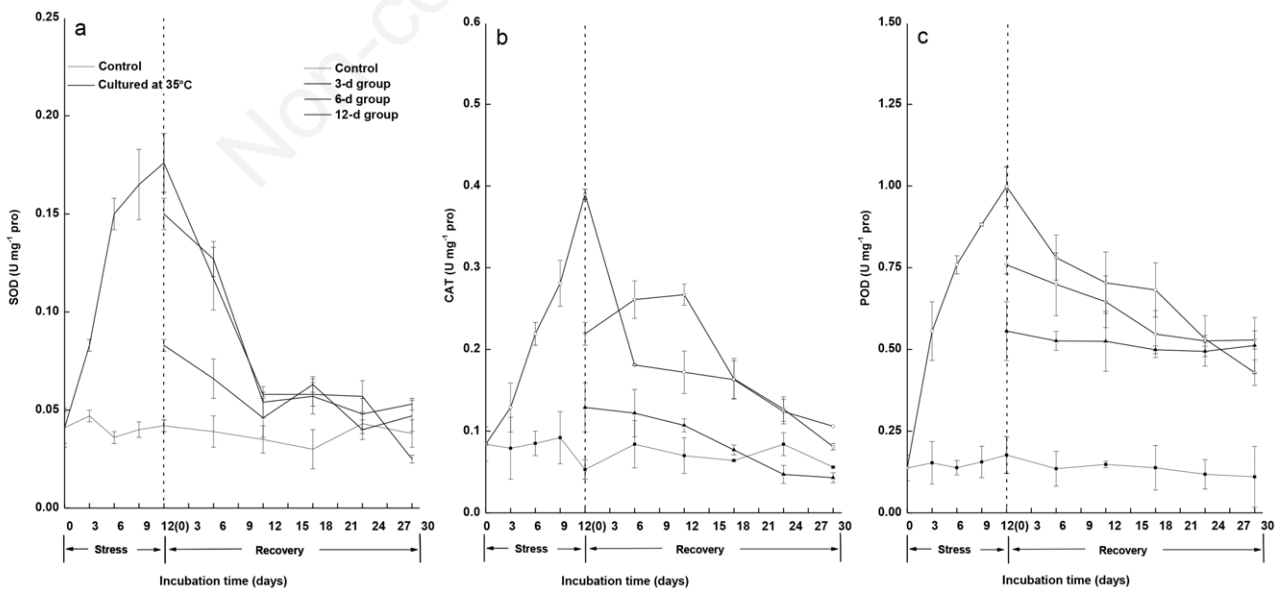 Non-co
a
0.25
0.20
0.15
0.10
0.05
0.00
SOD (U mg⁻¹ pro)
Control
Cultured at 35°C
Control
3-d group
6-d group
12-d group
0 3 6 9 12(0) 3 6 9 12 15 18 21 24 27 30
Stress Recovery
Incubation time (days)
b
0.6
0.4
0.3
0.2
0.1
0.0
CAT (U mg⁻¹ pro)
0 3 6 9 12(0) 3 6 9 12 15 18 21 24 27 30
Stress Recovery
Incubation time (days)
c
1.50
1.00
0.75
0.50
0.25
0.00
POD (U mg⁻¹ pro)
0 3 6 9 12(0) 3 6 9 12 15 18 21 24 27 30
Stress Recovery
Incubation time (days)